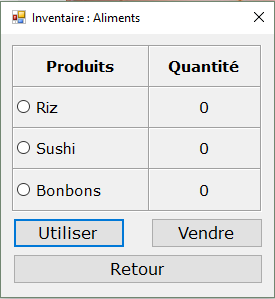 Inventaire : Aliments
Produits Quantité
Riz 0
Sushi 0
Bonbons 0
Utiliser Vendre
Retour